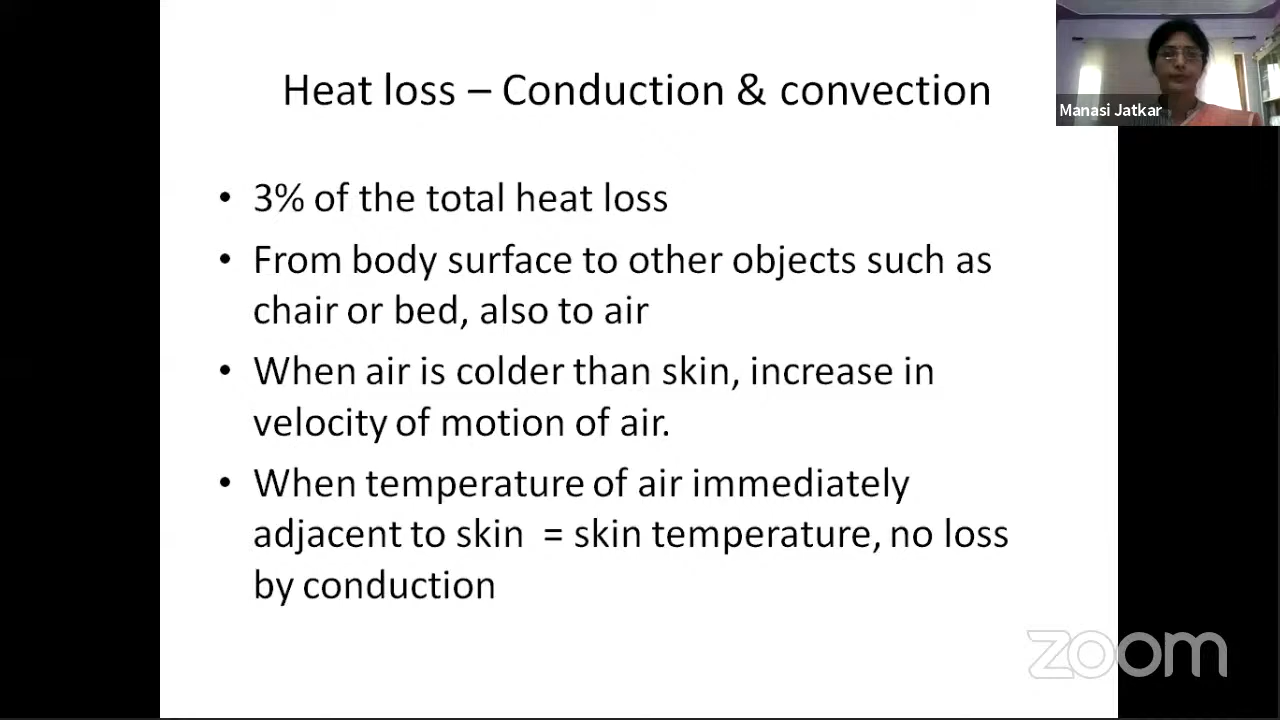 Heat loss – Conduction & convection
Manasi Jatkar
• 3% of the total heat loss
• From body surface to other objects such as
chair or bed, also to air
• When air is colder than skin, increase in
velocity of motion of air.
• When temperature of air immediately
adjacent to skin = skin temperature, no loss
by conduction
zoom